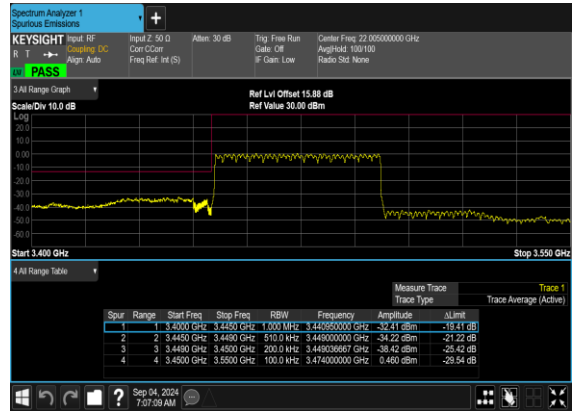 Spectrum Analyzer 1
Spurious Emissions
KEYSIGHT
R T
LXI
PASS
Input: RF
Coupling: DC
Align: Auto
Input Z: 50 Ω
Corr CCorr
Freq Ref: Int (S)
Atten: 30 dB
Trig: Free Run
Gate: Off
IF Gain: Low
Center Freq: 22.005000000 GHz
Avg|Hold: 100/100
Radio Std: None
3 All Range Graph
Scale/Div 10.0 dB
Ref Lvl Offset 15.88 dB
Ref Value 30.00 dBm
Log
20.0
10.0
0.00
-10.0
-20.0
-30.0
-40.0
-50.0
-60.0
Start 3.400 GHz
Stop 3.550 GHz
4 All Range Table
Measure Trace Trace 1
Trace Type Trace Average (Active)
Spur Range Start Freq Stop Freq RBW Frequency Amplitude ΔLimit
1 1 3.4000 GHz 3.4450 GHz 1.000 MHz 3.440950000 GHz -32.41 dBm -19.41 dB
2 2 3.4450 GHz 3.4490 GHz 510.0 kHz 3.449000000 GHz -34.22 dBm -21.22 dB
3 3 3.4490 GHz 3.4500 GHz 200.0 kHz 3.449036667 GHz -38.42 dBm -25.42 dB
4 4 3.4500 GHz 3.5500 GHz 100.0 kHz 3.474000000 GHz 0.460 dBm -29.54 dB
?
Sep 04, 2024
7:07:09 AM